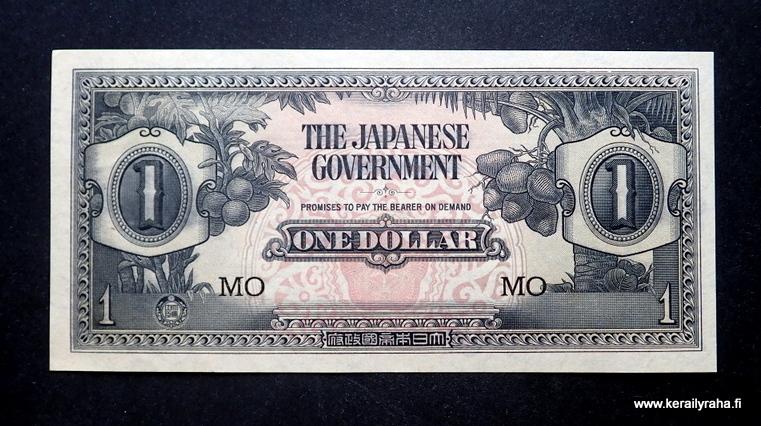 THE JAPANESE
GOVERNMENT
PROMISES TO PAY THE BEARER ON DEMAND
1
1
ONE DOLLAR
MO
MO
1
1
府政國帝本日大
www.kerailyraha.fi